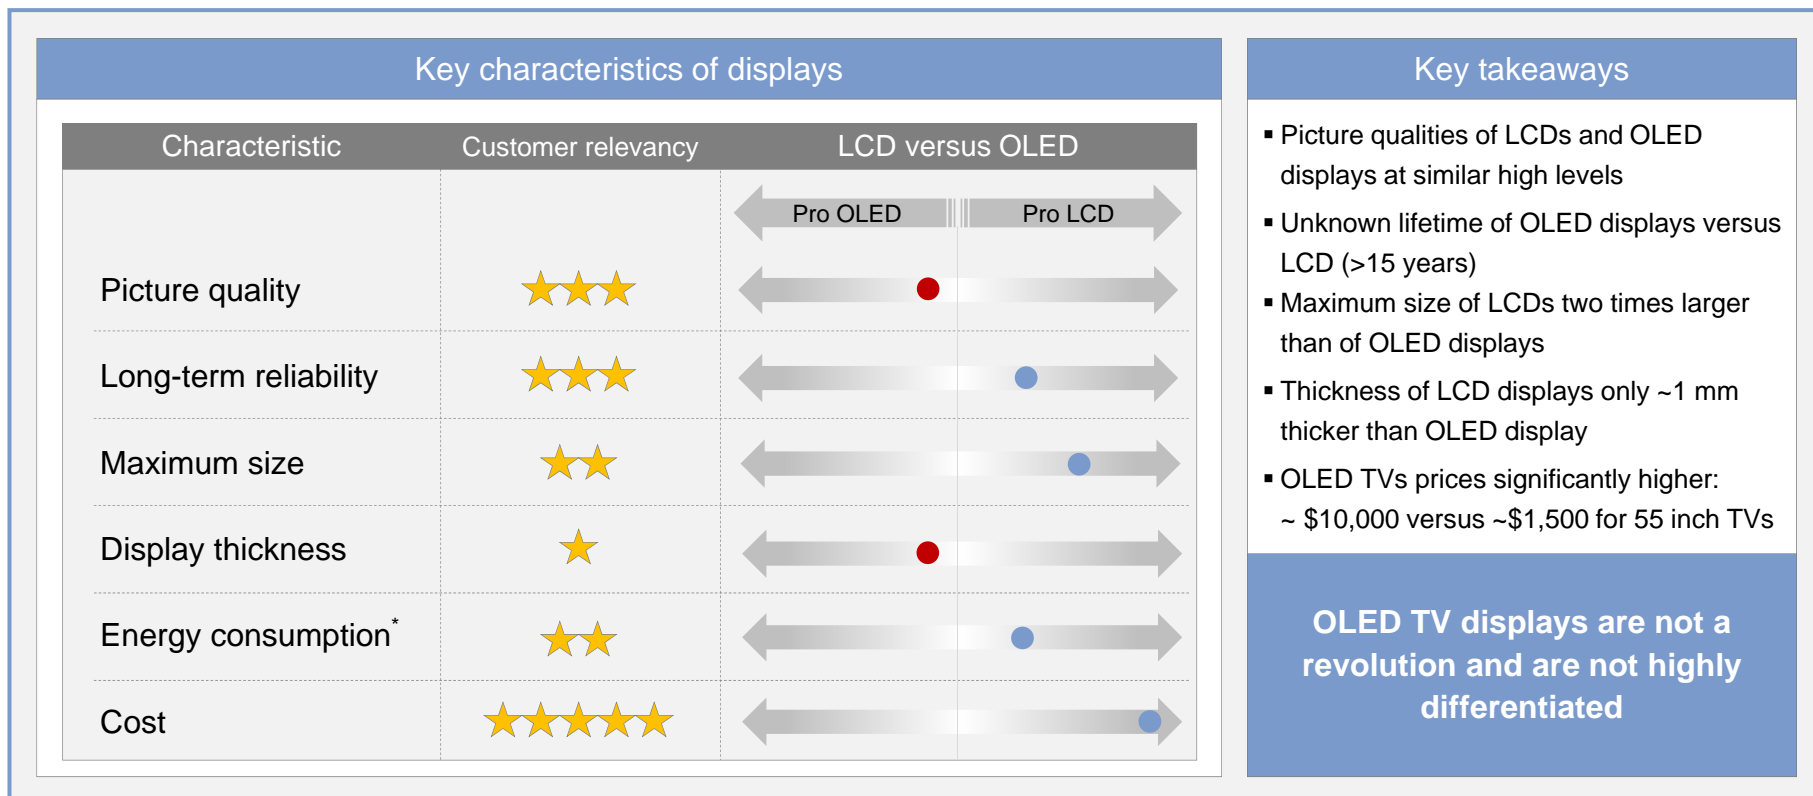 Key characteristics of displays
Characteristic Customer relevancy LCD versus OLED
Pro OLED Pro LCD
Picture quality
Long-term reliability
Maximum size
Display thickness
Energy consumption*
Cost
Key takeaways
▪ Picture qualities of LCDs and OLED
displays at similar high levels
▪ Unknown lifetime of OLED displays versus
LCD (>15 years)
▪ Maximum size of LCDs two times larger
than of OLED displays
▪ Thickness of LCD displays only ~1 mm
thicker than OLED display
▪ OLED TVs prices significantly higher:
~ $10,000 versus ~$1,500 for 55 inch TVs
OLED TV displays are not a
revolution and are not highly
differentiated